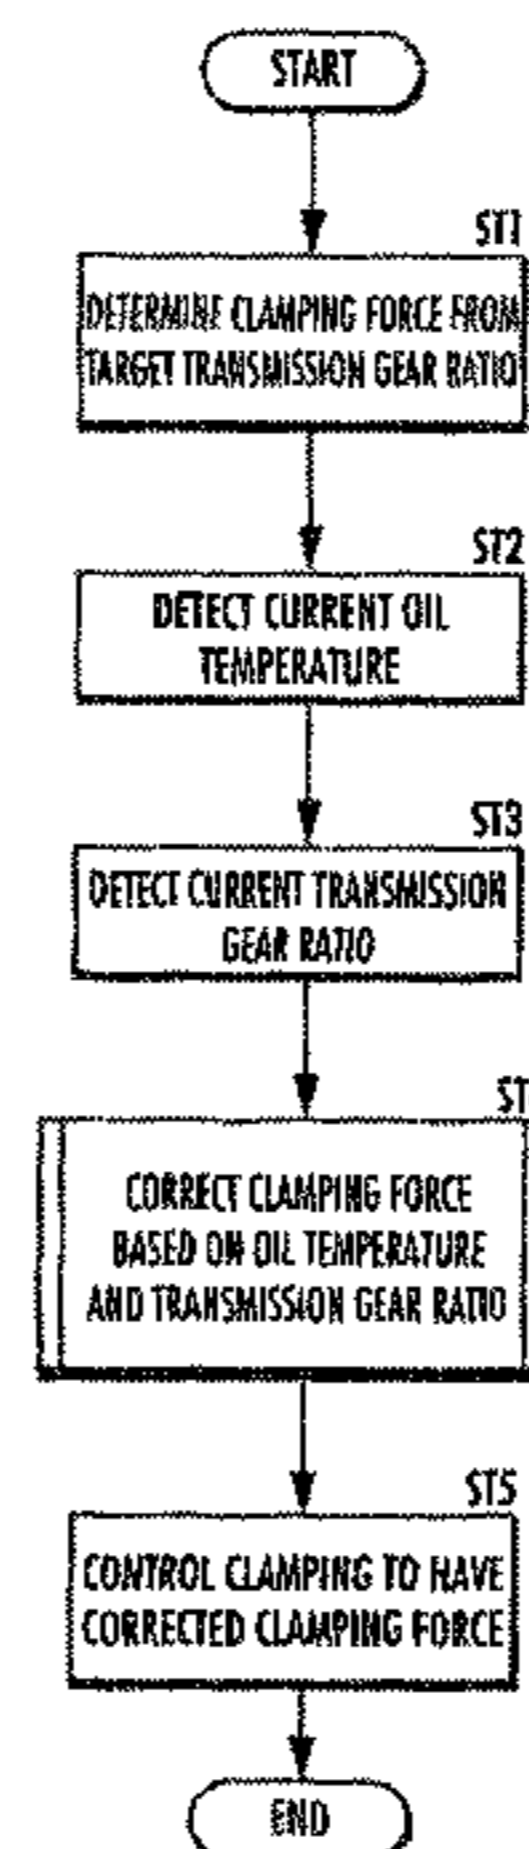 START
ST1
DETERMINE CLAMPING FORCE FROM
TARGET TRANSMISSION GEAR RATIO
ST2
DETECT CURRENT OIL
TEMPERATURE
ST3
DETECT CURRENT TRANSMISSION
GEAR RATIO
ST
CORRECT CLAMPING FORCE
BASED ON OIL TEMPERATURE
AND TRANSMISSION GEAR RATIO
ST5
CONTROL CLAMPING TO HAVE
CORRECTED CLAMPING FORCE
END